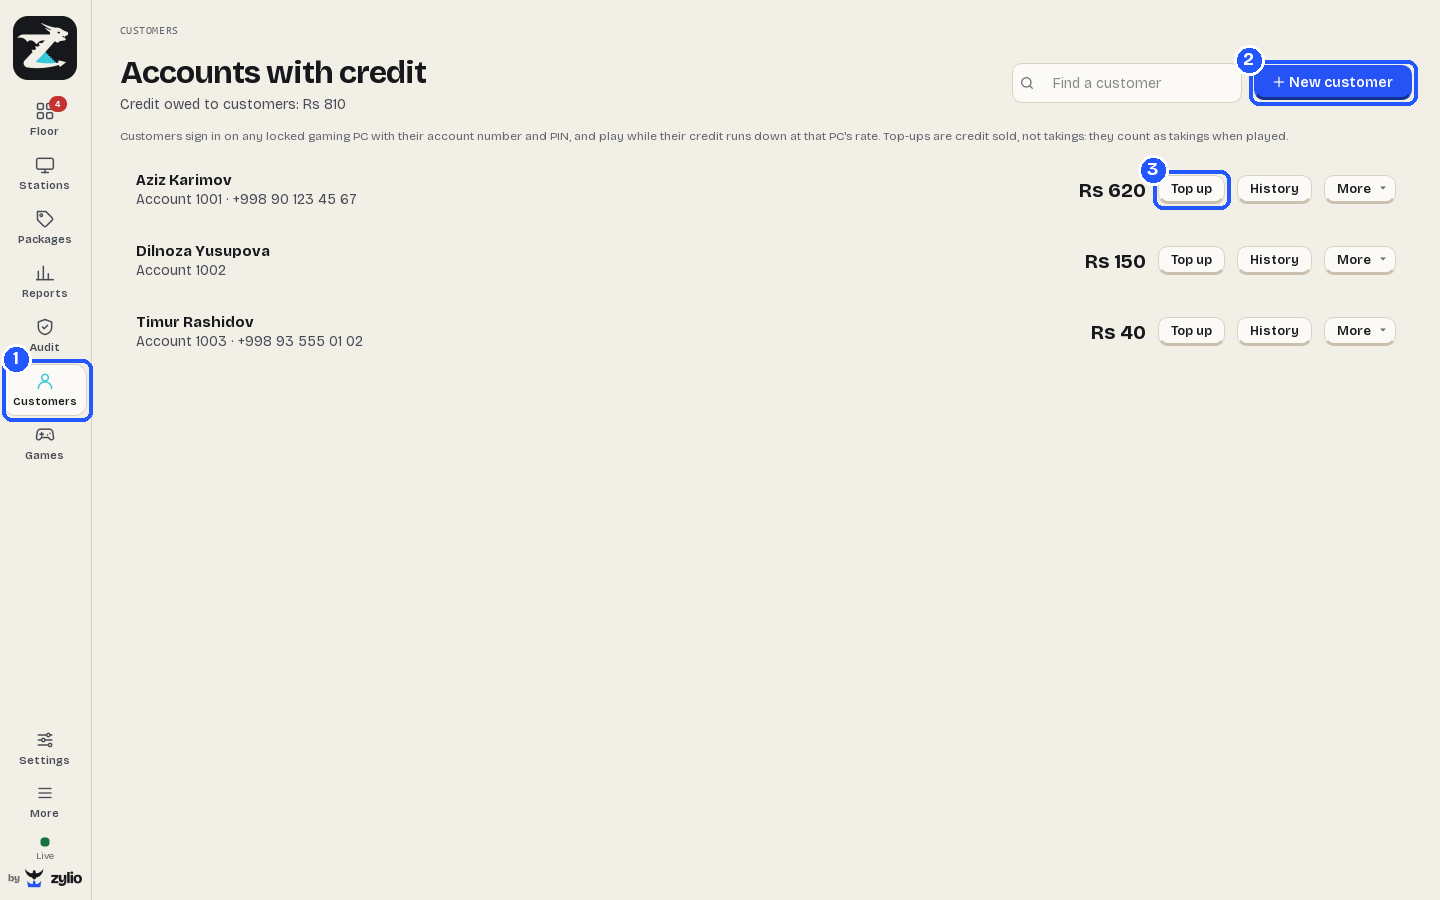 CUSTOMERS
Accounts with credit
Credit owed to customers: Rs 810
Find a customer
2
+ New customer
Customers sign in on any locked gaming PC with their account number and PIN, and play while their credit runs down at that PC's rate. Top-ups are credit sold, not takings: they count as takings when played.
4
Floor
Stations
Packages
Reports
Audit
1
Customers
Games
Settings
More
Live
by zylio
Aziz Karimov
Account 1001 · +998 90 123 45 67
Rs 620
3
Top up
History
More
Dilnoza Yusupova
Account 1002
Rs 150
Top up
History
More
Timur Rashidov
Account 1003 · +998 93 555 01 02
Rs 40
Top up
History
More